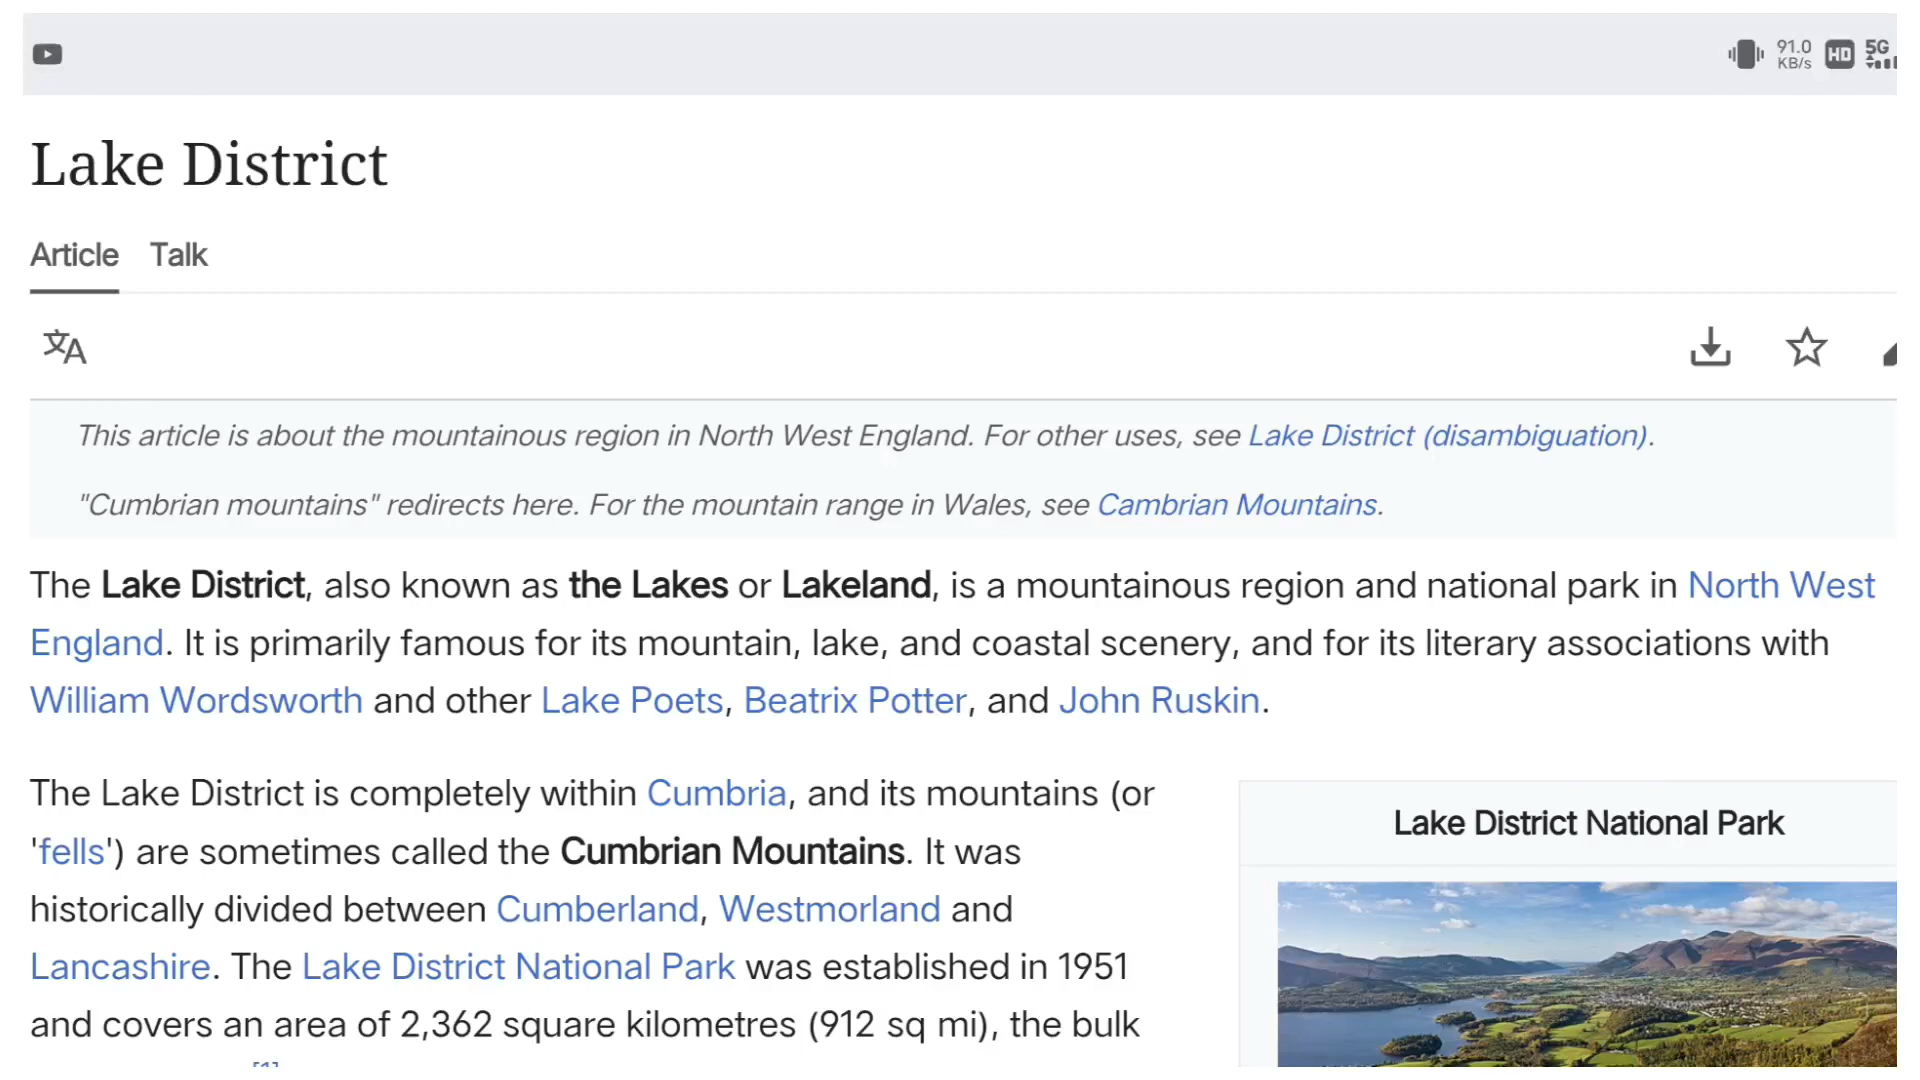 91.0
KB/s
HD
5G
Lake District
Article Talk
文A
This article is about the mountainous region in North West England. For other uses, see Lake District (disambiguation).
"Cumbrian mountains" redirects here. For the mountain range in Wales, see Cambrian Mountains.
The Lake District, also known as the Lakes or Lakeland, is a mountainous region and national park in North West
England. It is primarily famous for its mountain, lake, and coastal scenery, and for its literary associations with
William Wordsworth and other Lake Poets, Beatrix Potter, and John Ruskin.
The Lake District is completely within Cumbria, and its mountains (or
'fells') are sometimes called the Cumbrian Mountains. It was
historically divided between Cumberland, Westmorland and
Lancashire. The Lake District National Park was established in 1951
and covers an area of 2,362 square kilometres (912 sq mi), the bulk
[1]
Lake District National Park